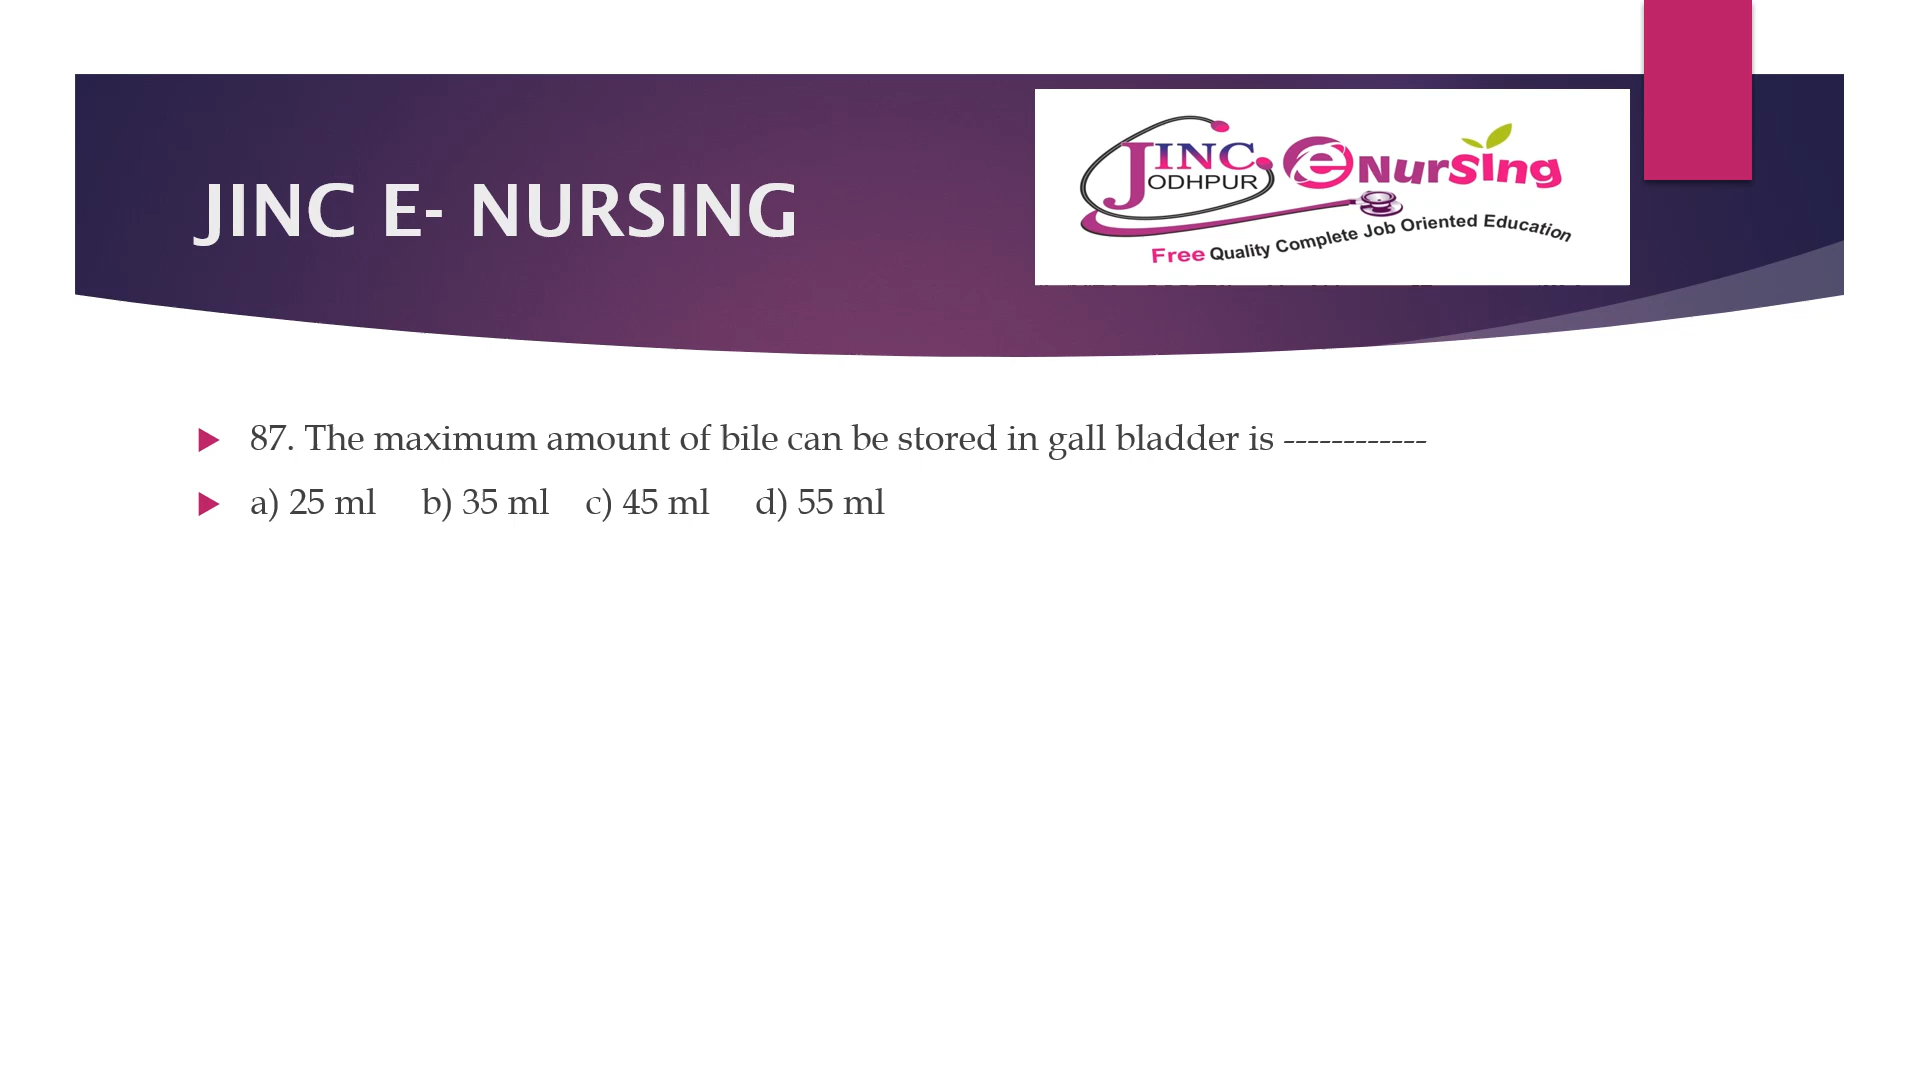 JINC E- NURSING
JINC
ODHPUR
eNursing
Free Quality Complete Job Oriented Education
87. The maximum amount of bile can be stored in gall bladder is ------------
a) 25 ml b) 35 ml c) 45 ml d) 55 ml